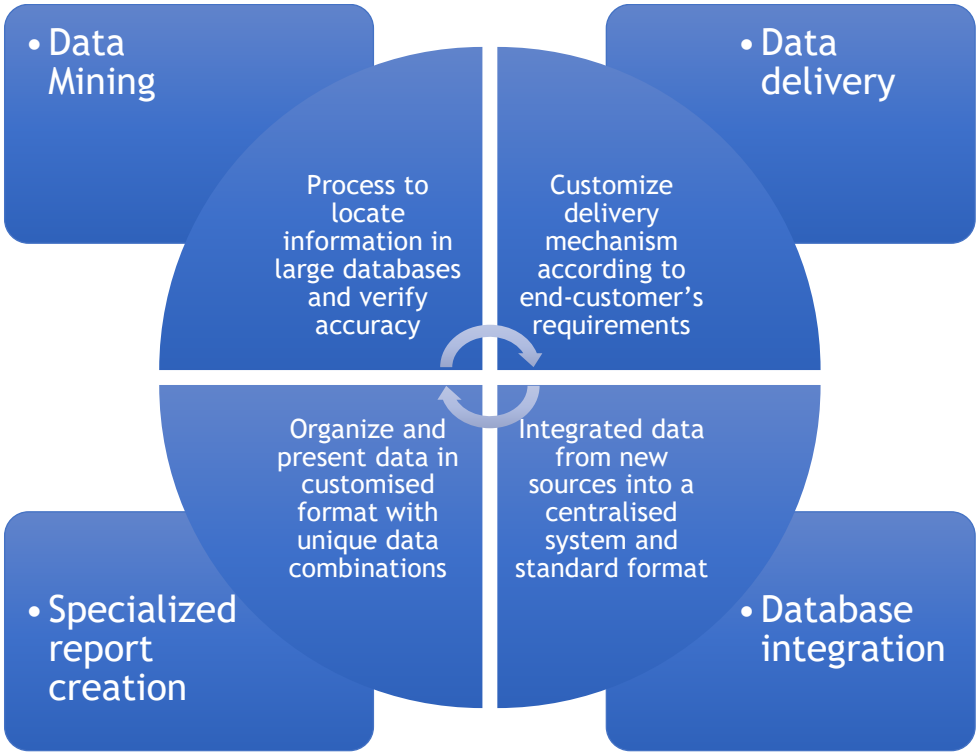 • Data
Mining
Process to
locate
information in
large databases
and verify
accuracy
• Data
delivery
Customize
delivery
mechanism
according to
end-customer’s
requirements
• Specialized
report
creation
Organize and
present data in
customised
format with
unique data
combinations
• Database
integration
Integrated data
from new
sources into a
centralised
system and
standard format